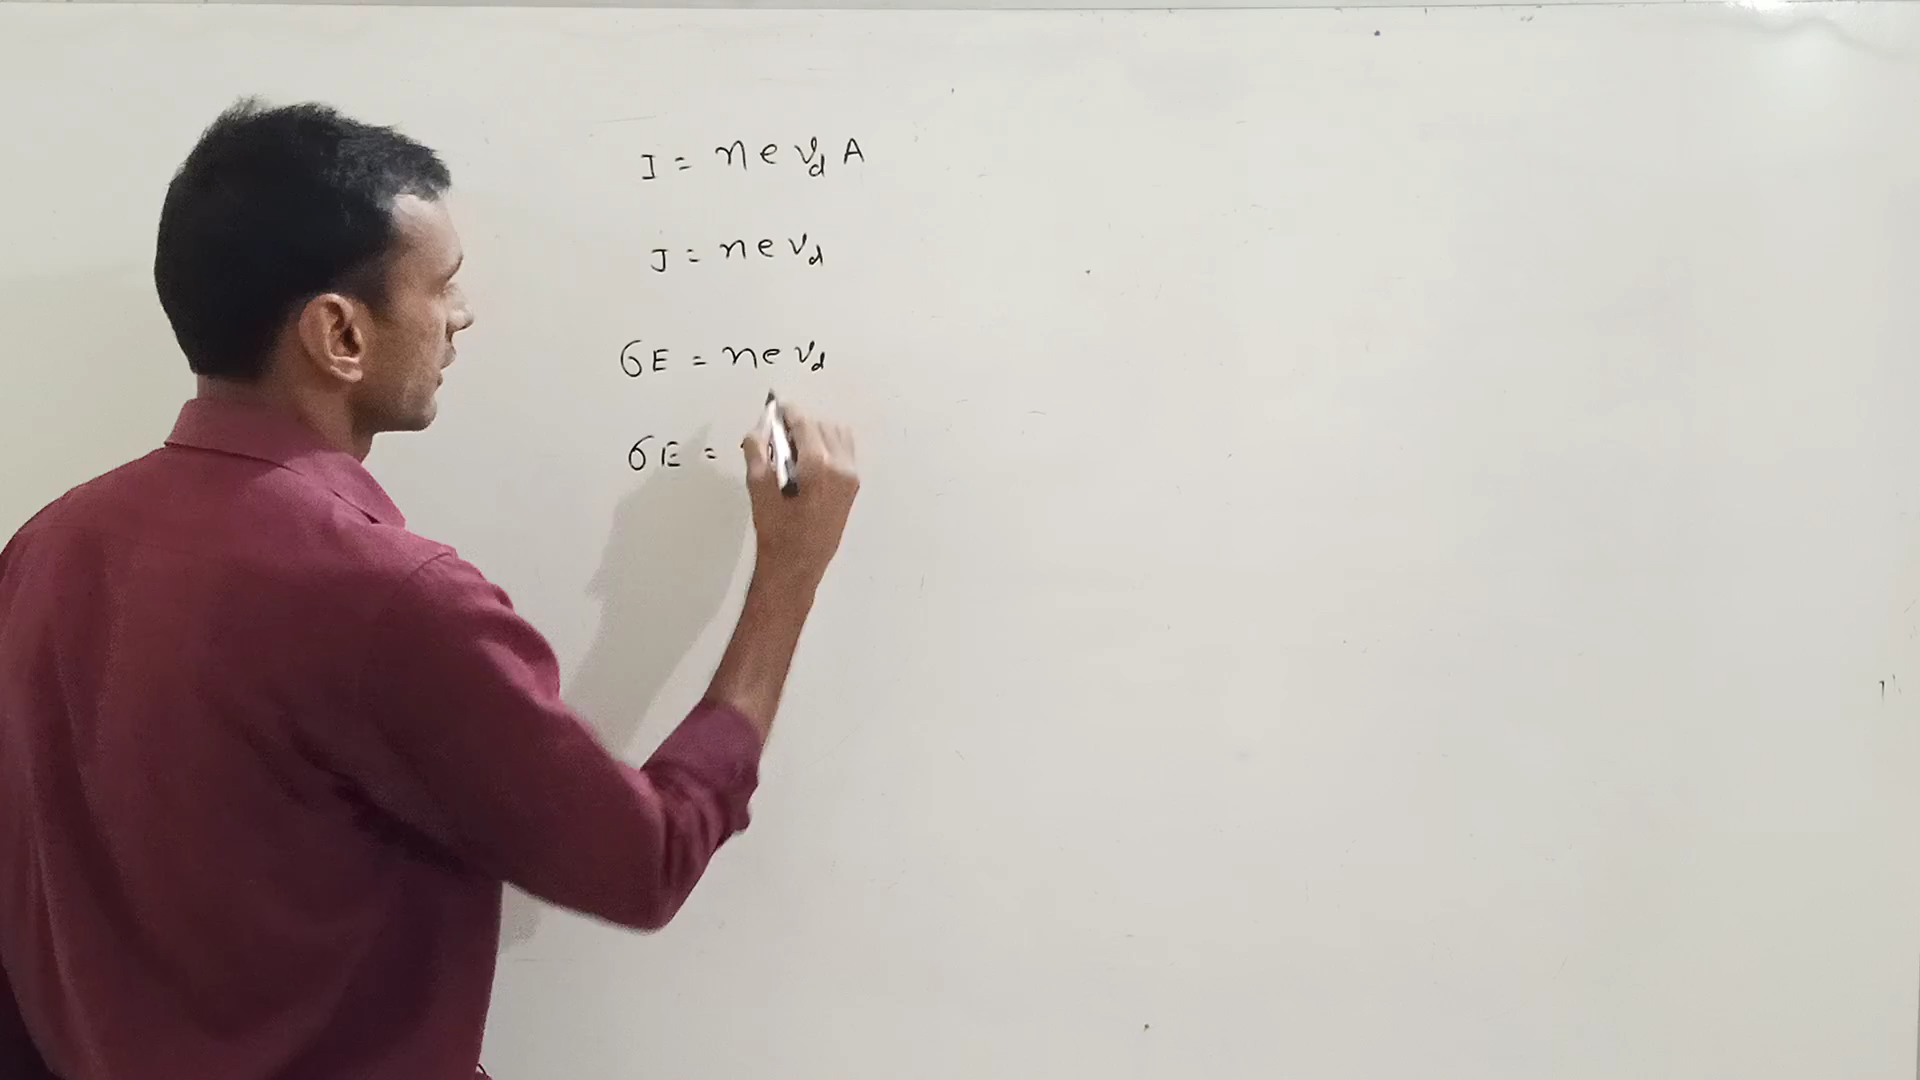 I = n e v_d A
J = n e v_d
σE = n e v_d
σE =